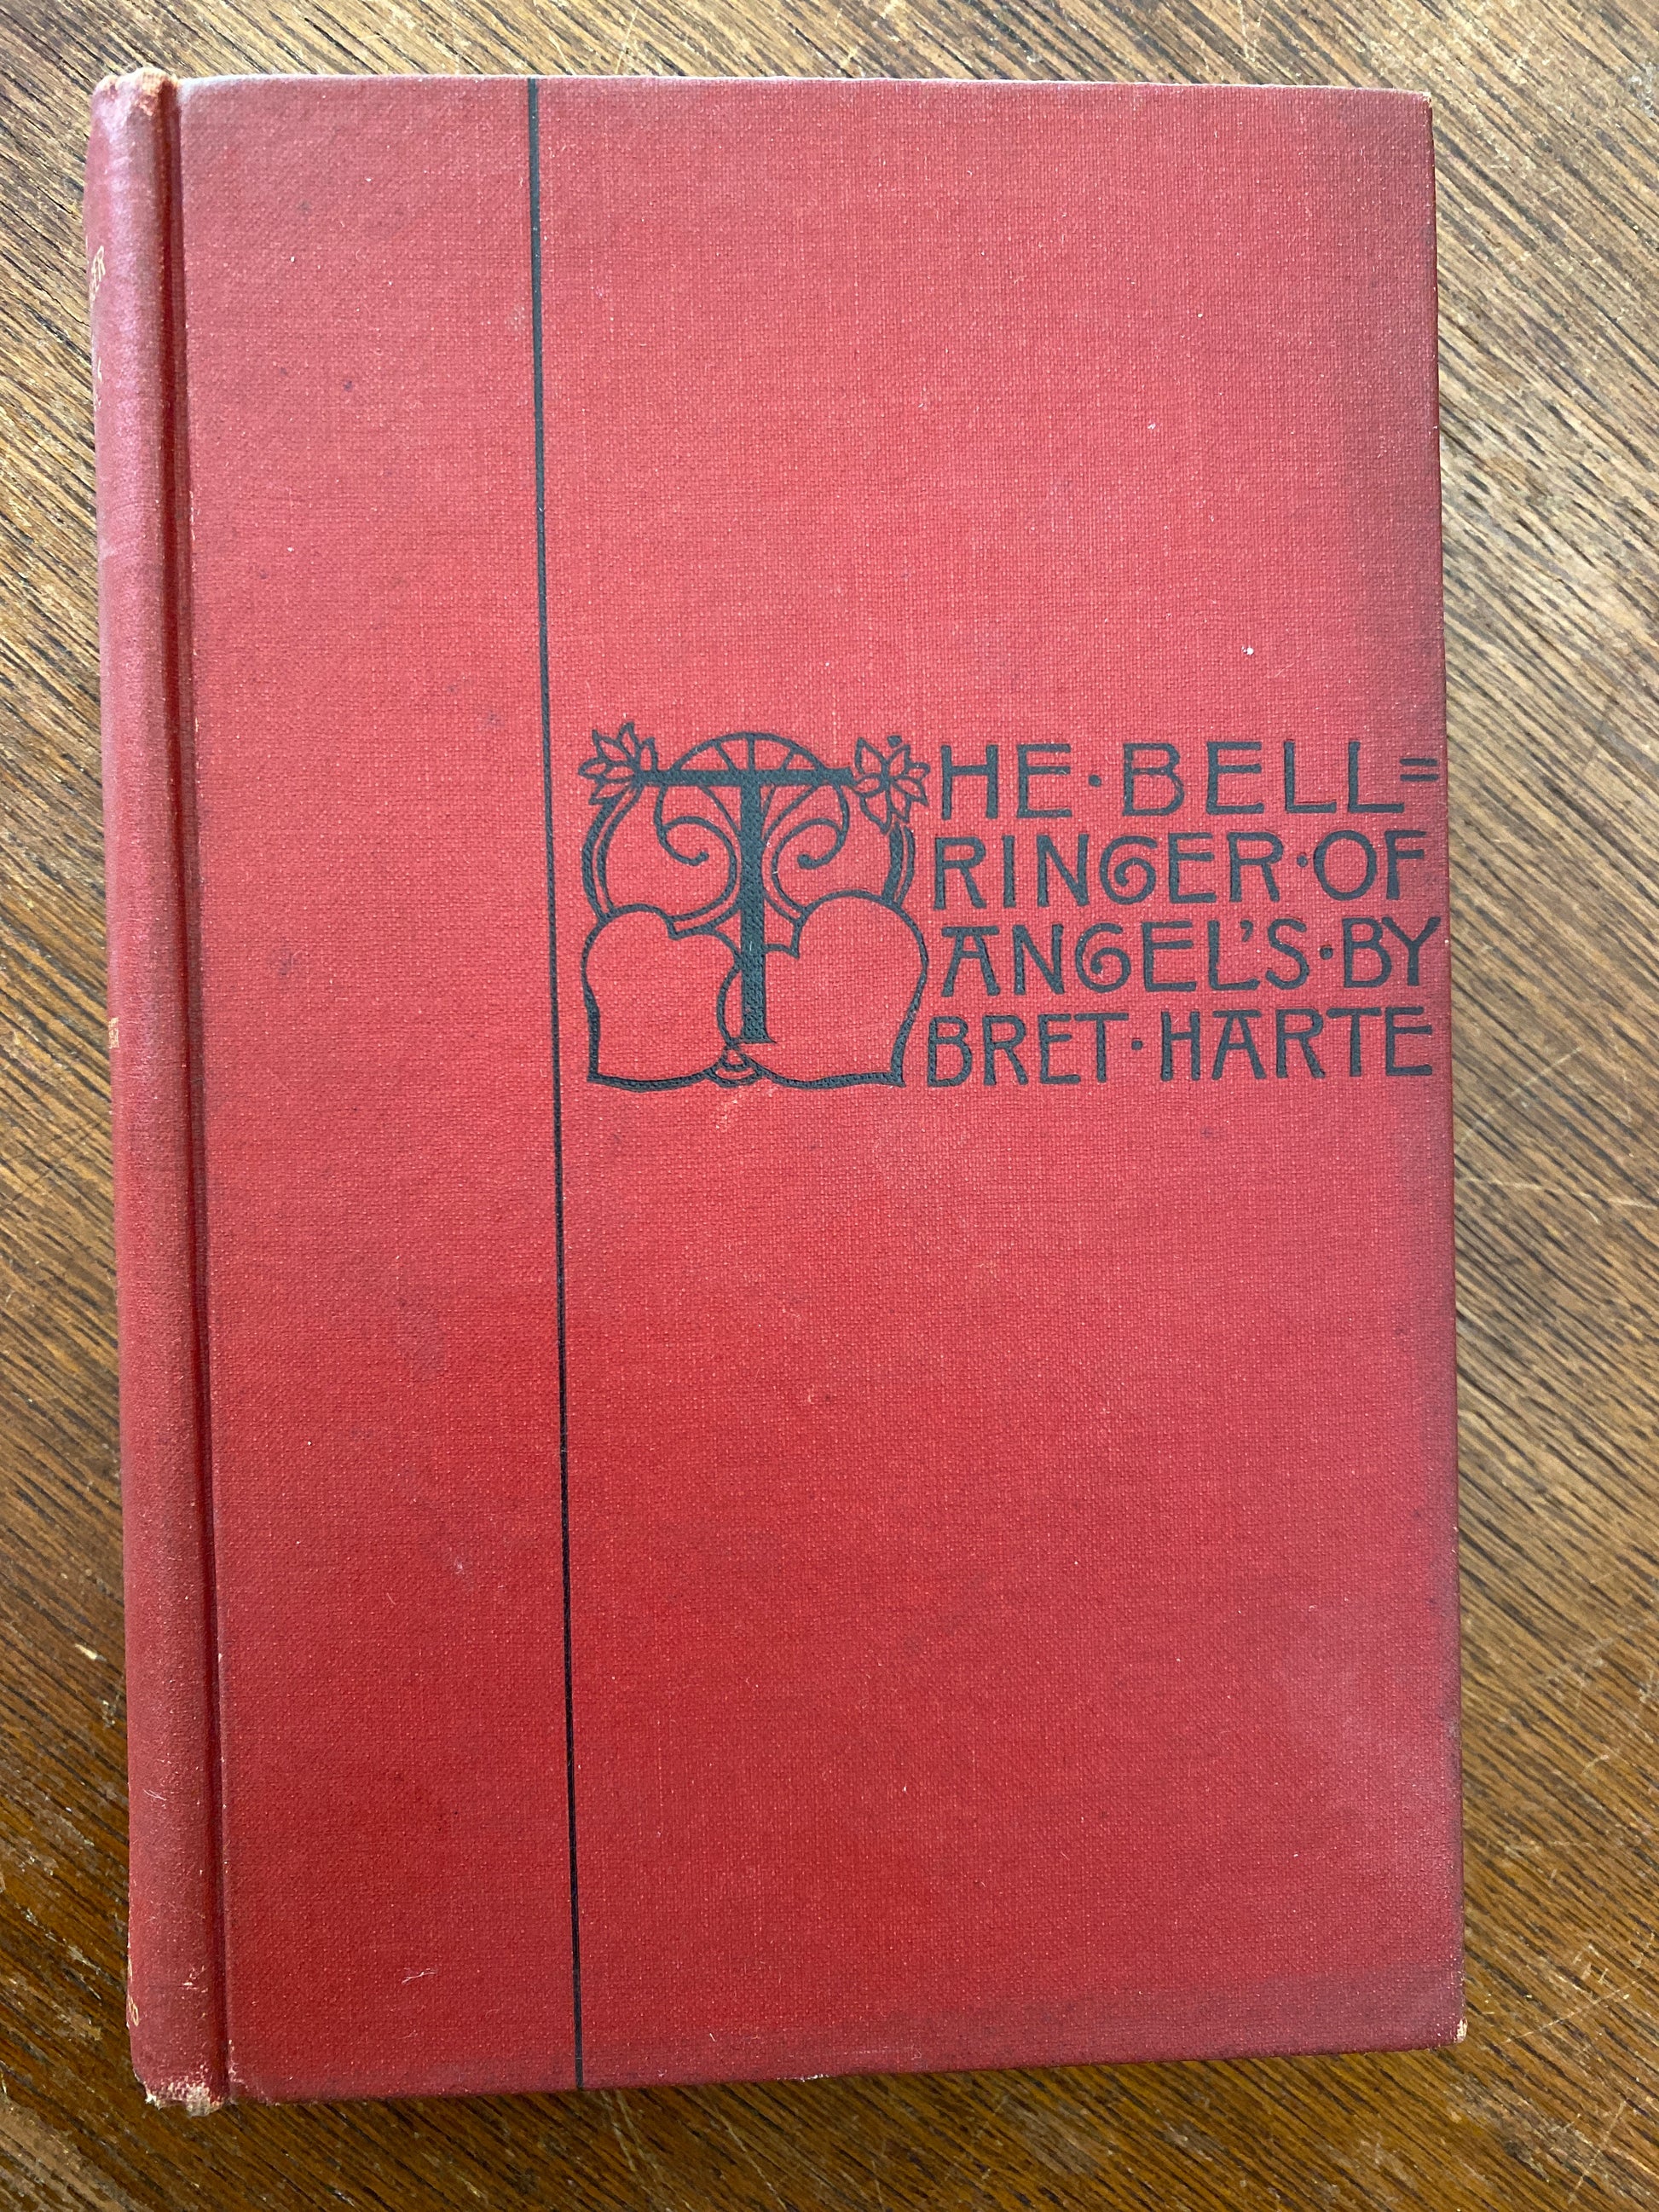 THE·BELL=
RINGER·OF
ANGEL'S·BY
BRET·HARTE